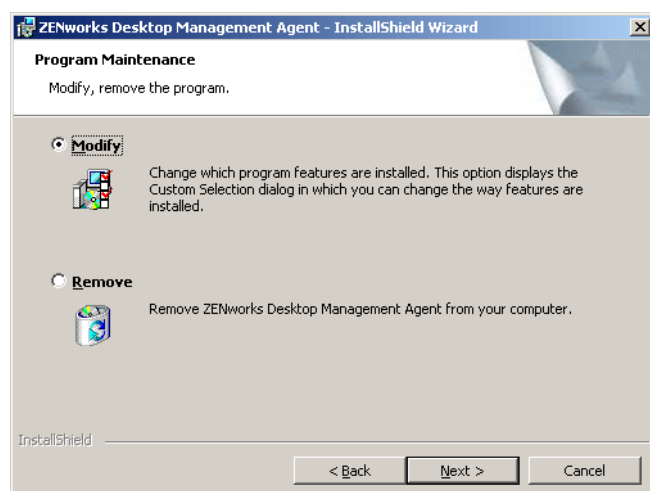 ZENworks Desktop Management Agent - InstallShield Wizard
Program Maintenance
Modify, remove the program.
Modify
Change which program features are installed. This option displays the
Custom Selection dialog in which you can change the way features are
installed.
Remove
Remove ZENworks Desktop Management Agent from your computer.
InstallShield
< Back
Next >
Cancel